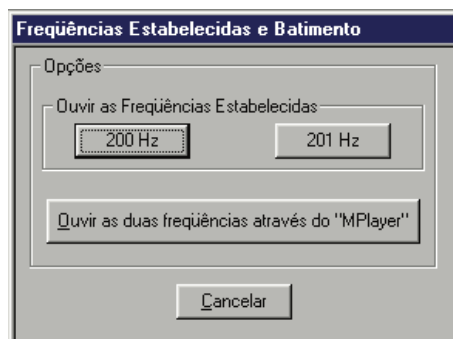 Freqüências Estabelecidas e Batimento
Opções
Ouvir as Freqüências Estabelecidas
200 Hz 201 Hz
Ouvir as duas freqüências através do "MPlayer"
Cancelar